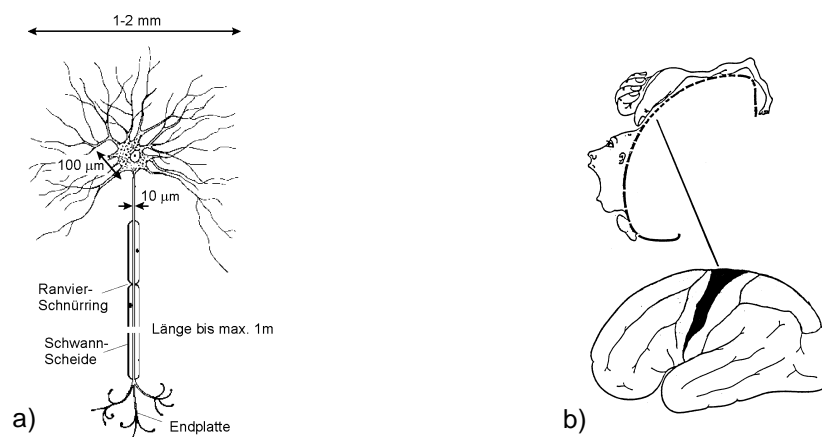 1-2 mm
100 µm
10 µm
Ranvier-
Schnürring
Länge bis max. 1m
Schwann-
Scheide
Endplatte
a)
b)